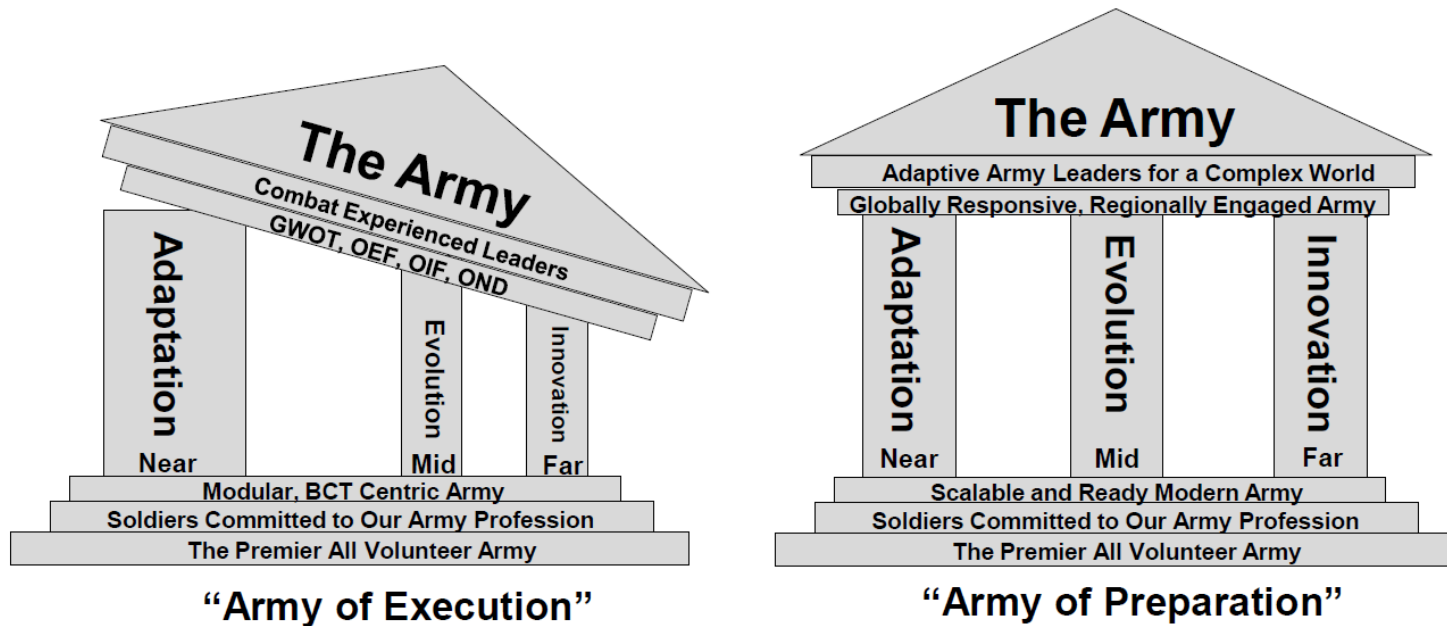 The Army
Combat Experienced Leaders
GWOT, OEF, OIF, OND
Adaptation
Near
Evolution
Mid
Innovation
Far
Modular, BCT Centric Army
Soldiers Committed to Our Army Profession
The Premier All Volunteer Army
“Army of Execution”
The Army
Adaptive Army Leaders for a Complex World
Globally Responsive, Regionally Engaged Army
Adaptation
Near
Evolution
Mid
Innovation
Far
Scalable and Ready Modern Army
Soldiers Committed to Our Army Profession
The Premier All Volunteer Army
“Army of Preparation”